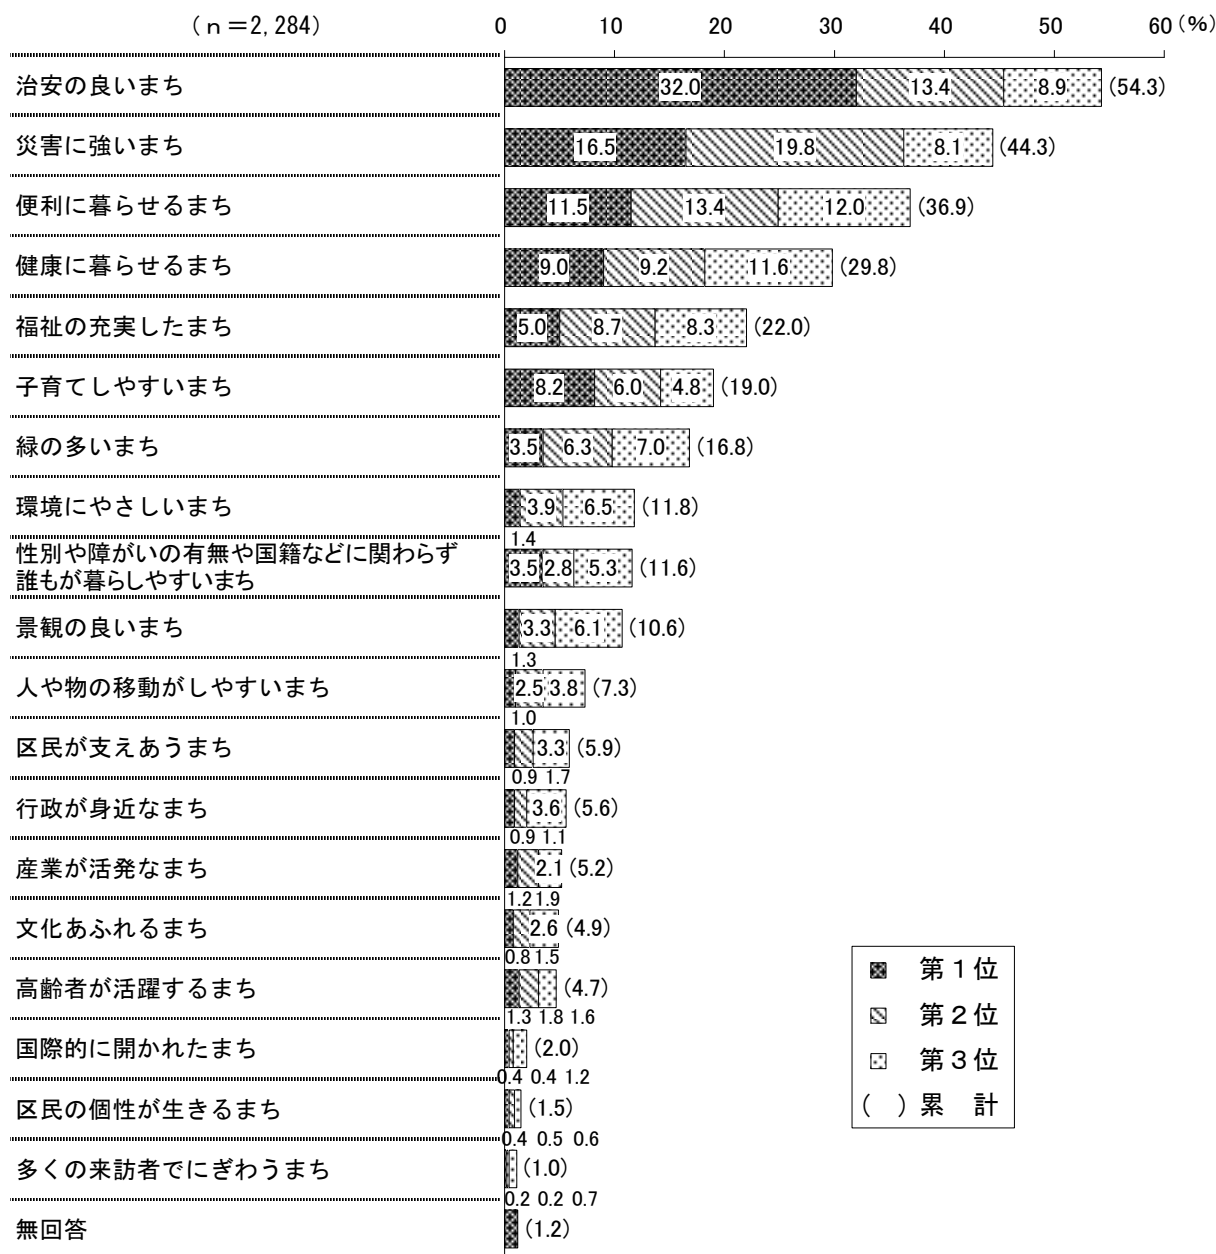 (ｎ＝2,284)
0 10 20 30 40 50 60 (%)
治安の良いまち 32.0 13.4 8.9 (54.3)
災害に強いまち 16.5 19.8 8.1 (44.3)
便利に暮らせるまち 11.5 13.4 12.0 (36.9)
健康に暮らせるまち 9.0 9.2 11.6 (29.8)
福祉の充実したまち 5.0 8.7 8.3 (22.0)
子育てしやすいまち 8.2 6.0 4.8 (19.0)
緑の多いまち 3.5 6.3 7.0 (16.8)
環境にやさしいまち 3.9 6.5 (11.8)
1.4
性別や障がいの有無や国籍などに関わらず
誰もが暮らしやすいまち 3.5 2.8 5.3 (11.6)
景観の良いまち 3.3 6.1 (10.6)
1.3
人や物の移動がしやすいまち 2.5 3.8 (7.3)
1.0
区民が支えあうまち 3.3 (5.9)
0.9 1.7
行政が身近なまち 3.6 (5.6)
0.9 1.1
産業が活発なまち 2.1 (5.2)
1.2 1.9
文化あふれるまち 2.6 (4.9)
0.8 1.5
高齢者が活躍するまち (4.7)
1.3 1.8 1.6
国際的に開かれたまち (2.0)
0.4 0.4 1.2
区民の個性が生きるまち (1.5)
0.4 0.5 0.6
多くの来訪者でにぎわうまち (1.0)
0.2 0.2 0.7
無回答 (1.2)
第１位
第２位
第３位
(　)累　計